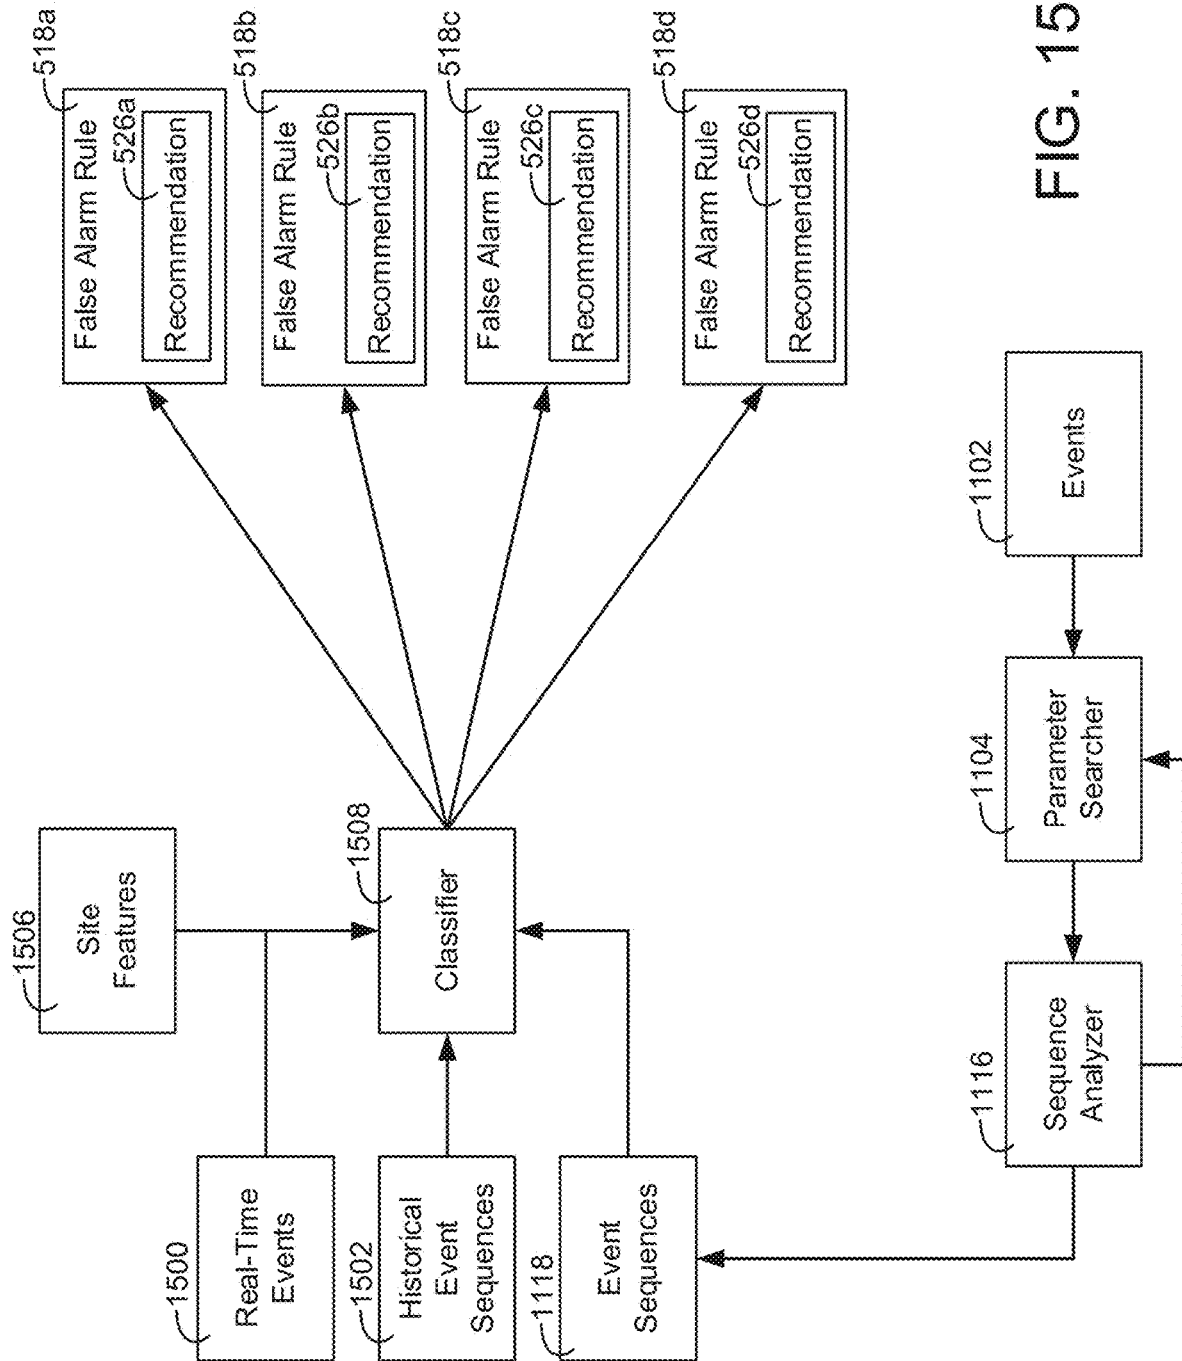 1506
Site
Features
1500
Real-Time
Events
1502
Historical
Event
Sequences
1118
Event
Sequences
1508
Classifier
518a
False Alarm Rule
526a
Recommendation
518b
False Alarm Rule
526b
Recommendation
518c
False Alarm Rule
526c
Recommendation
518d
False Alarm Rule
526d
Recommendation
1116
Sequence
Analyzer
1104
Parameter
Searcher
1102
Events
FIG. 15